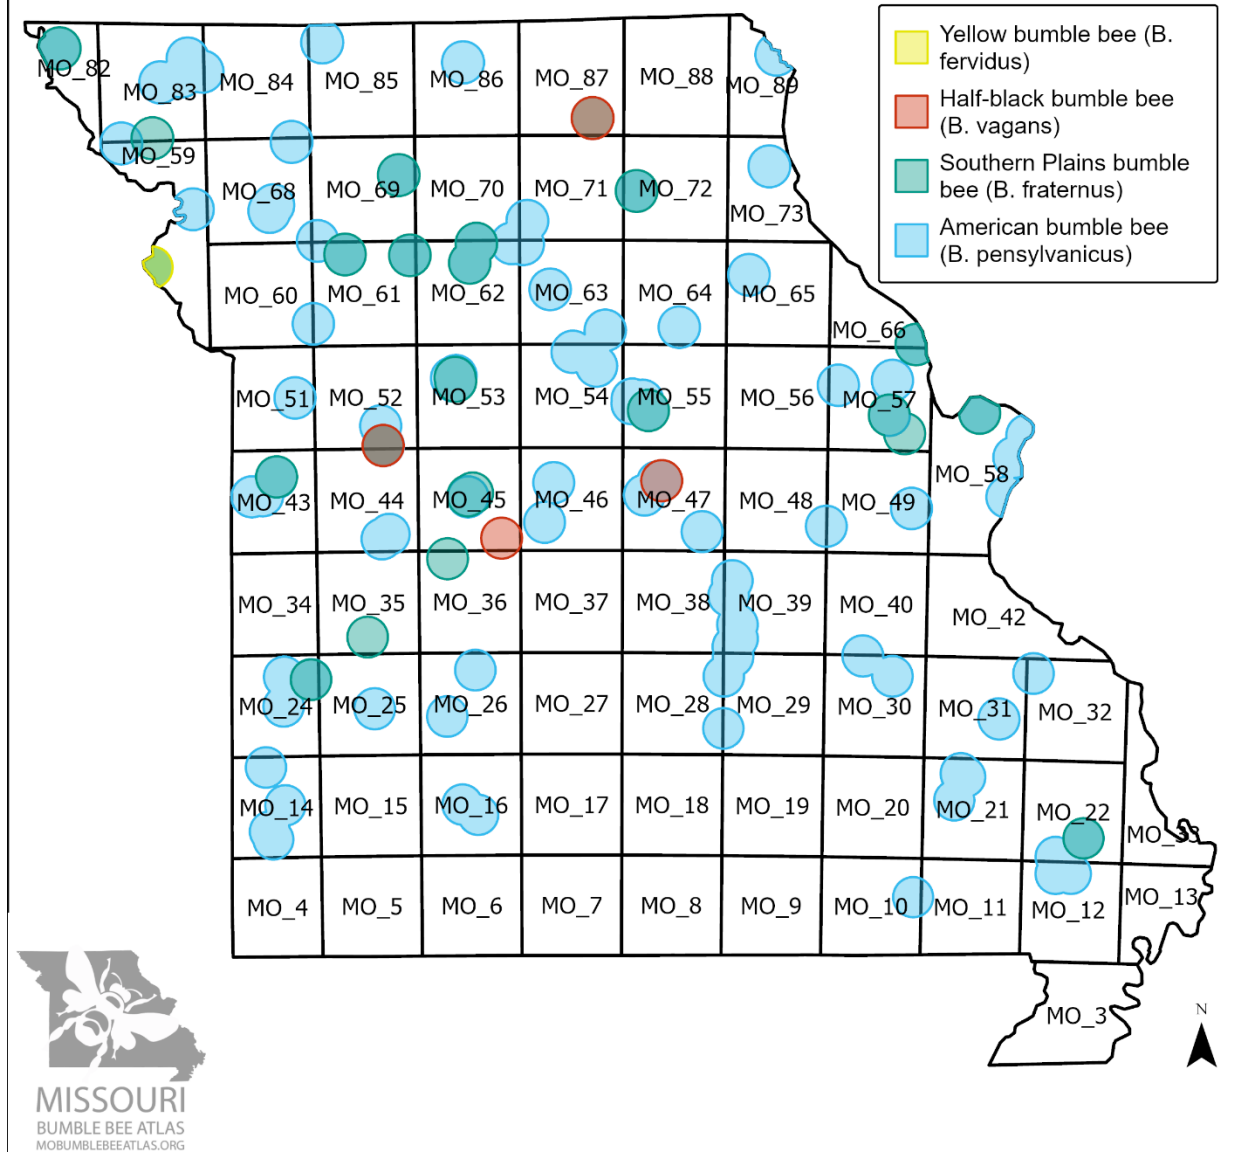 Yellow bumble bee (B.
fervidus)
Half-black bumble bee
(B. vagans)
Southern Plains bumble
bee (B. fraternus)
American bumble bee
(B. pensylvanicus)
MO_82
MO_83
MO_84
MO_85
MO_86
MO_87
MO_88
MO_89
MO_59
MO_68
MO_69
MO_70
MO_71
MO_72
MO_73
MO_60
MO_61
MO_62
MO_63
MO_64
MO_65
MO_66
MO_51
MO_52
MO_53
MO_54
MO_55
MO_56
MO_57
MO_58
MO_43
MO_44
MO_45
MO_46
MO_47
MO_48
MO_49
MO_34
MO_35
MO_36
MO_37
MO_38
MO_39
MO_40
MO_42
MO_24
MO_25
MO_26
MO_27
MO_28
MO_29
MO_30
MO_31
MO_32
MO_14
MO_15
MO_16
MO_17
MO_18
MO_19
MO_20
MO_21
MO_22
MO_33
MO_4
MO_5
MO_6
MO_7
MO_8
MO_9
MO_10
MO_11
MO_12
MO_13
MO_3
N
MISSOURI
BUMBLE BEE ATLAS
MOBUMBLEBEEATLAS.ORG